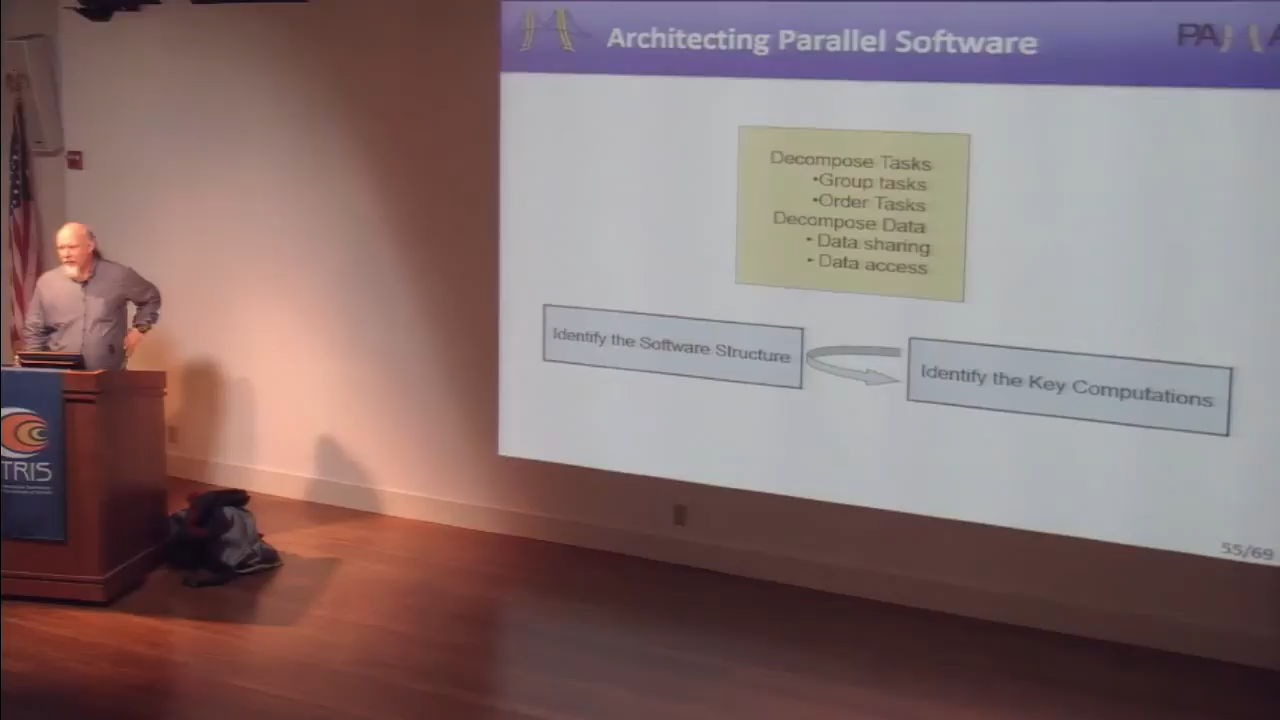 Architecting Parallel Software
PA
Decompose Tasks
•Group tasks
•Order Tasks
Decompose Data
• Data sharing
• Data access
Identify the Software Structure
Identify the Key Computations
55/69
TRIS